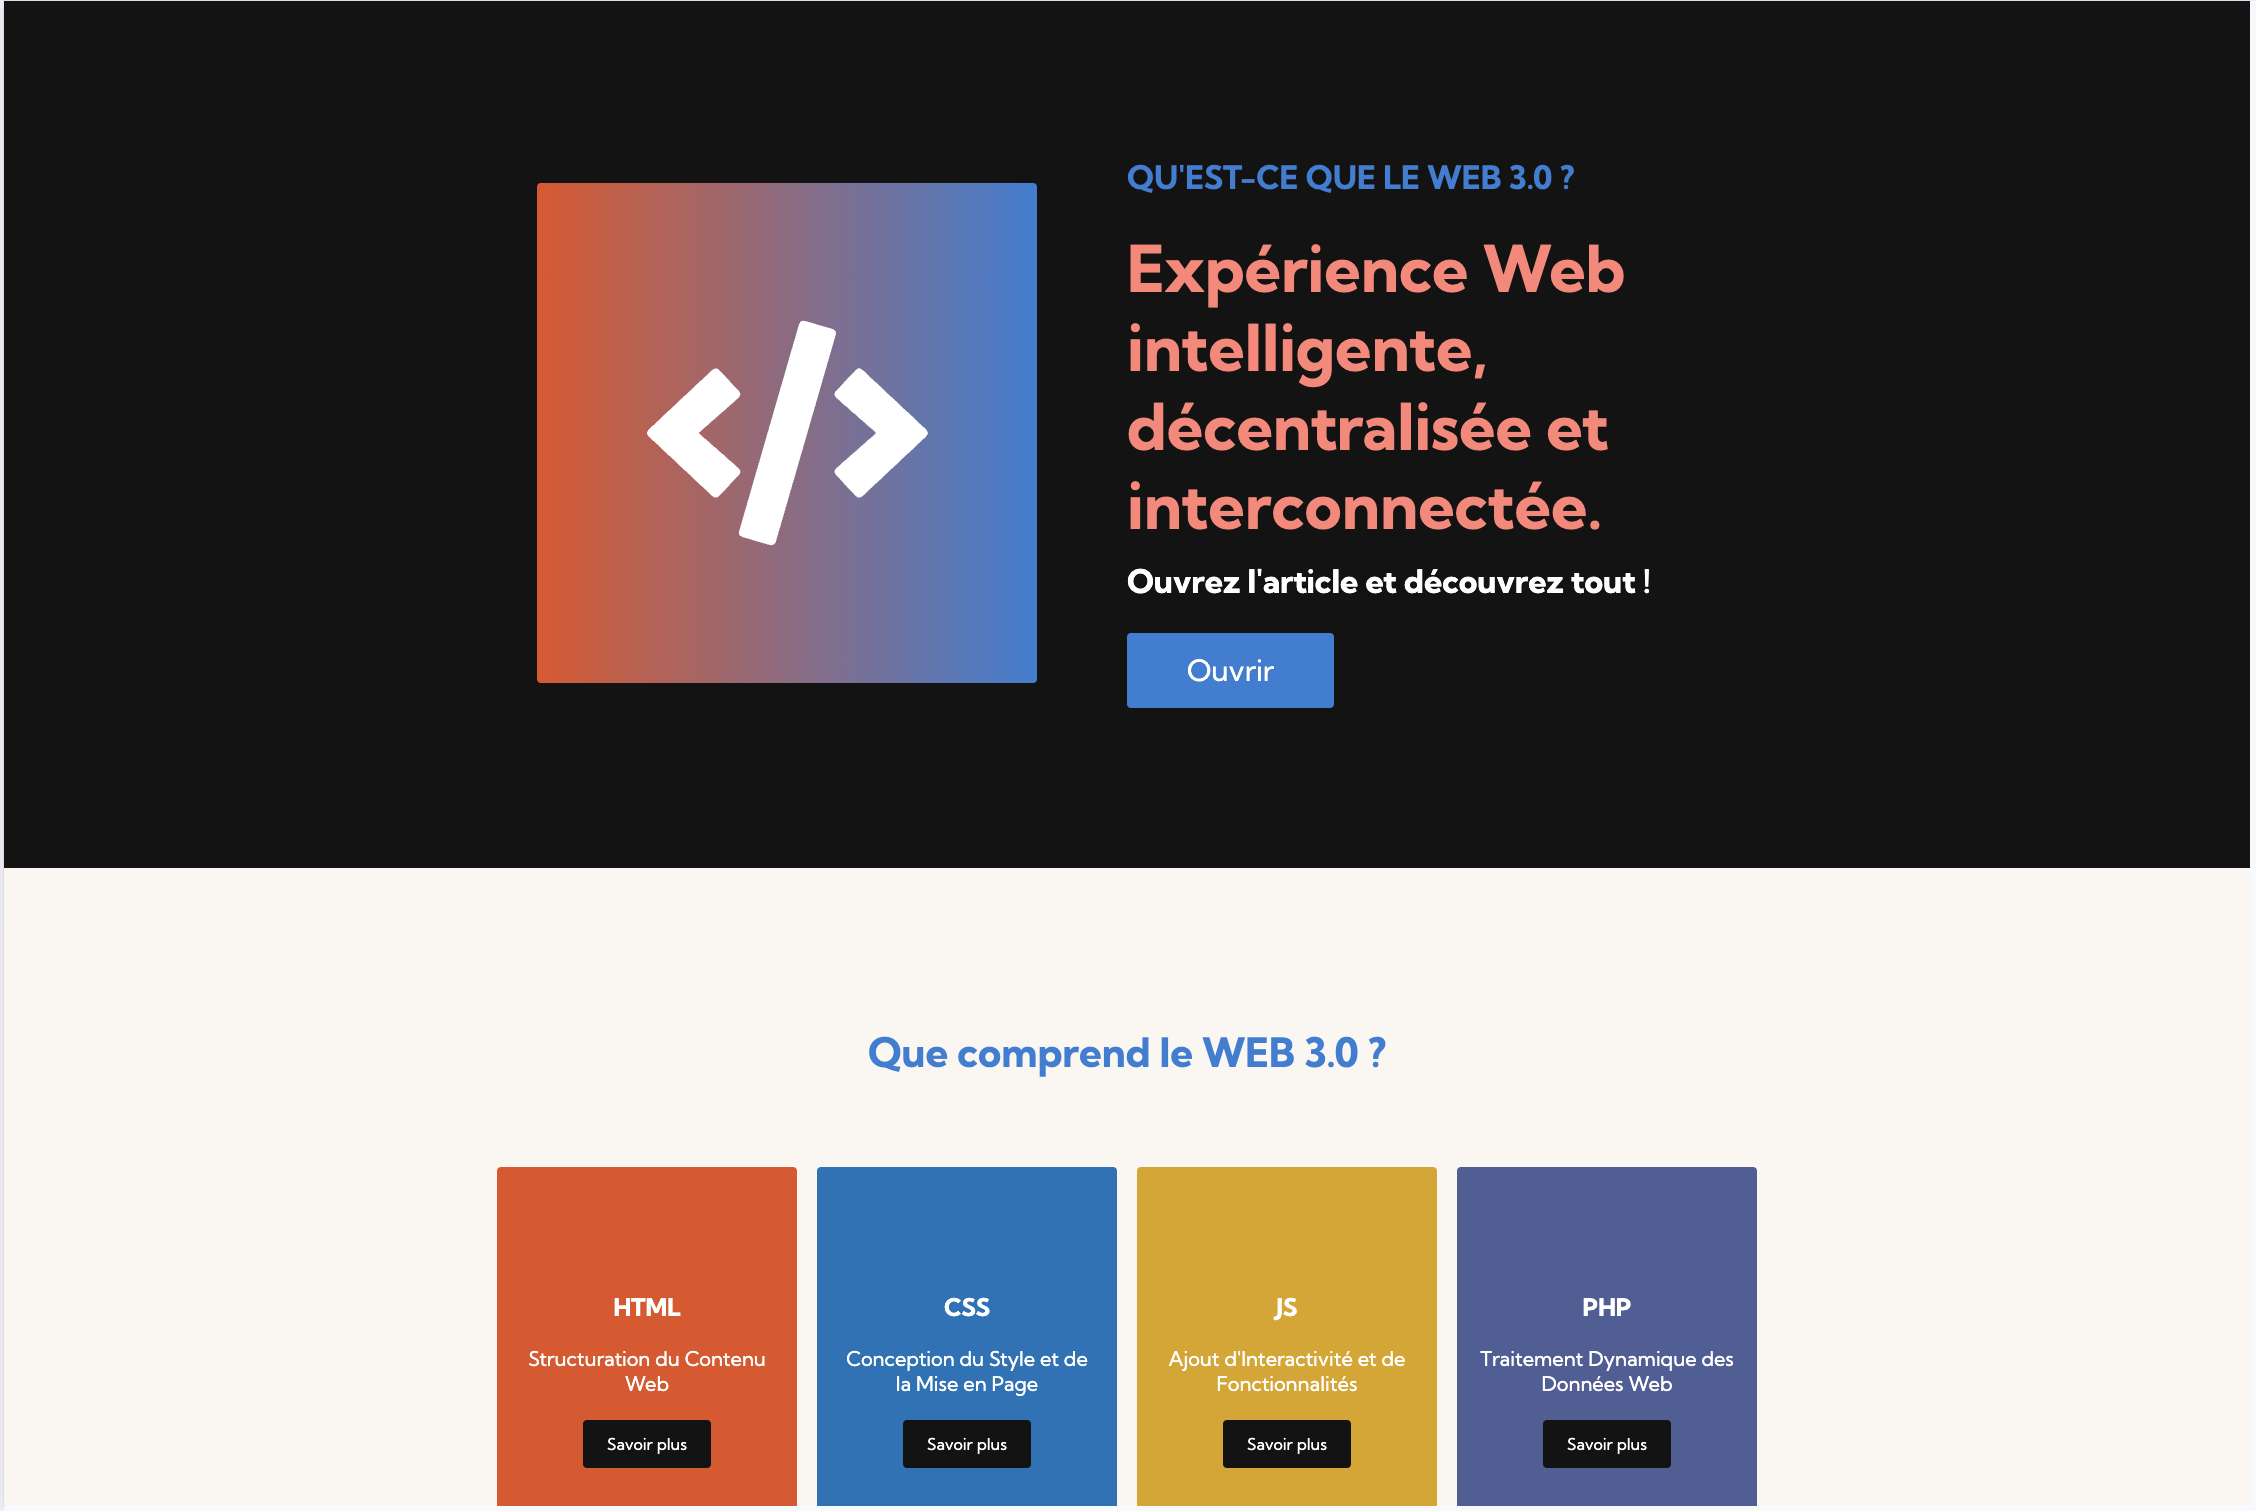 QU'EST-CE QUE LE WEB 3.0 ?
Expérience Web
intelligente,
décentralisée et
interconnectée.
Ouvrez l'article et découvrez tout !
Ouvrir
Que comprend le WEB 3.0 ?
HTML
Structuration du Contenu
Web
Savoir plus
CSS
Conception du Style et de
la Mise en Page
Savoir plus
JS
Ajout d'Interactivité et de
Fonctionnalités
Savoir plus
PHP
Traitement Dynamique des
Données Web
Savoir plus